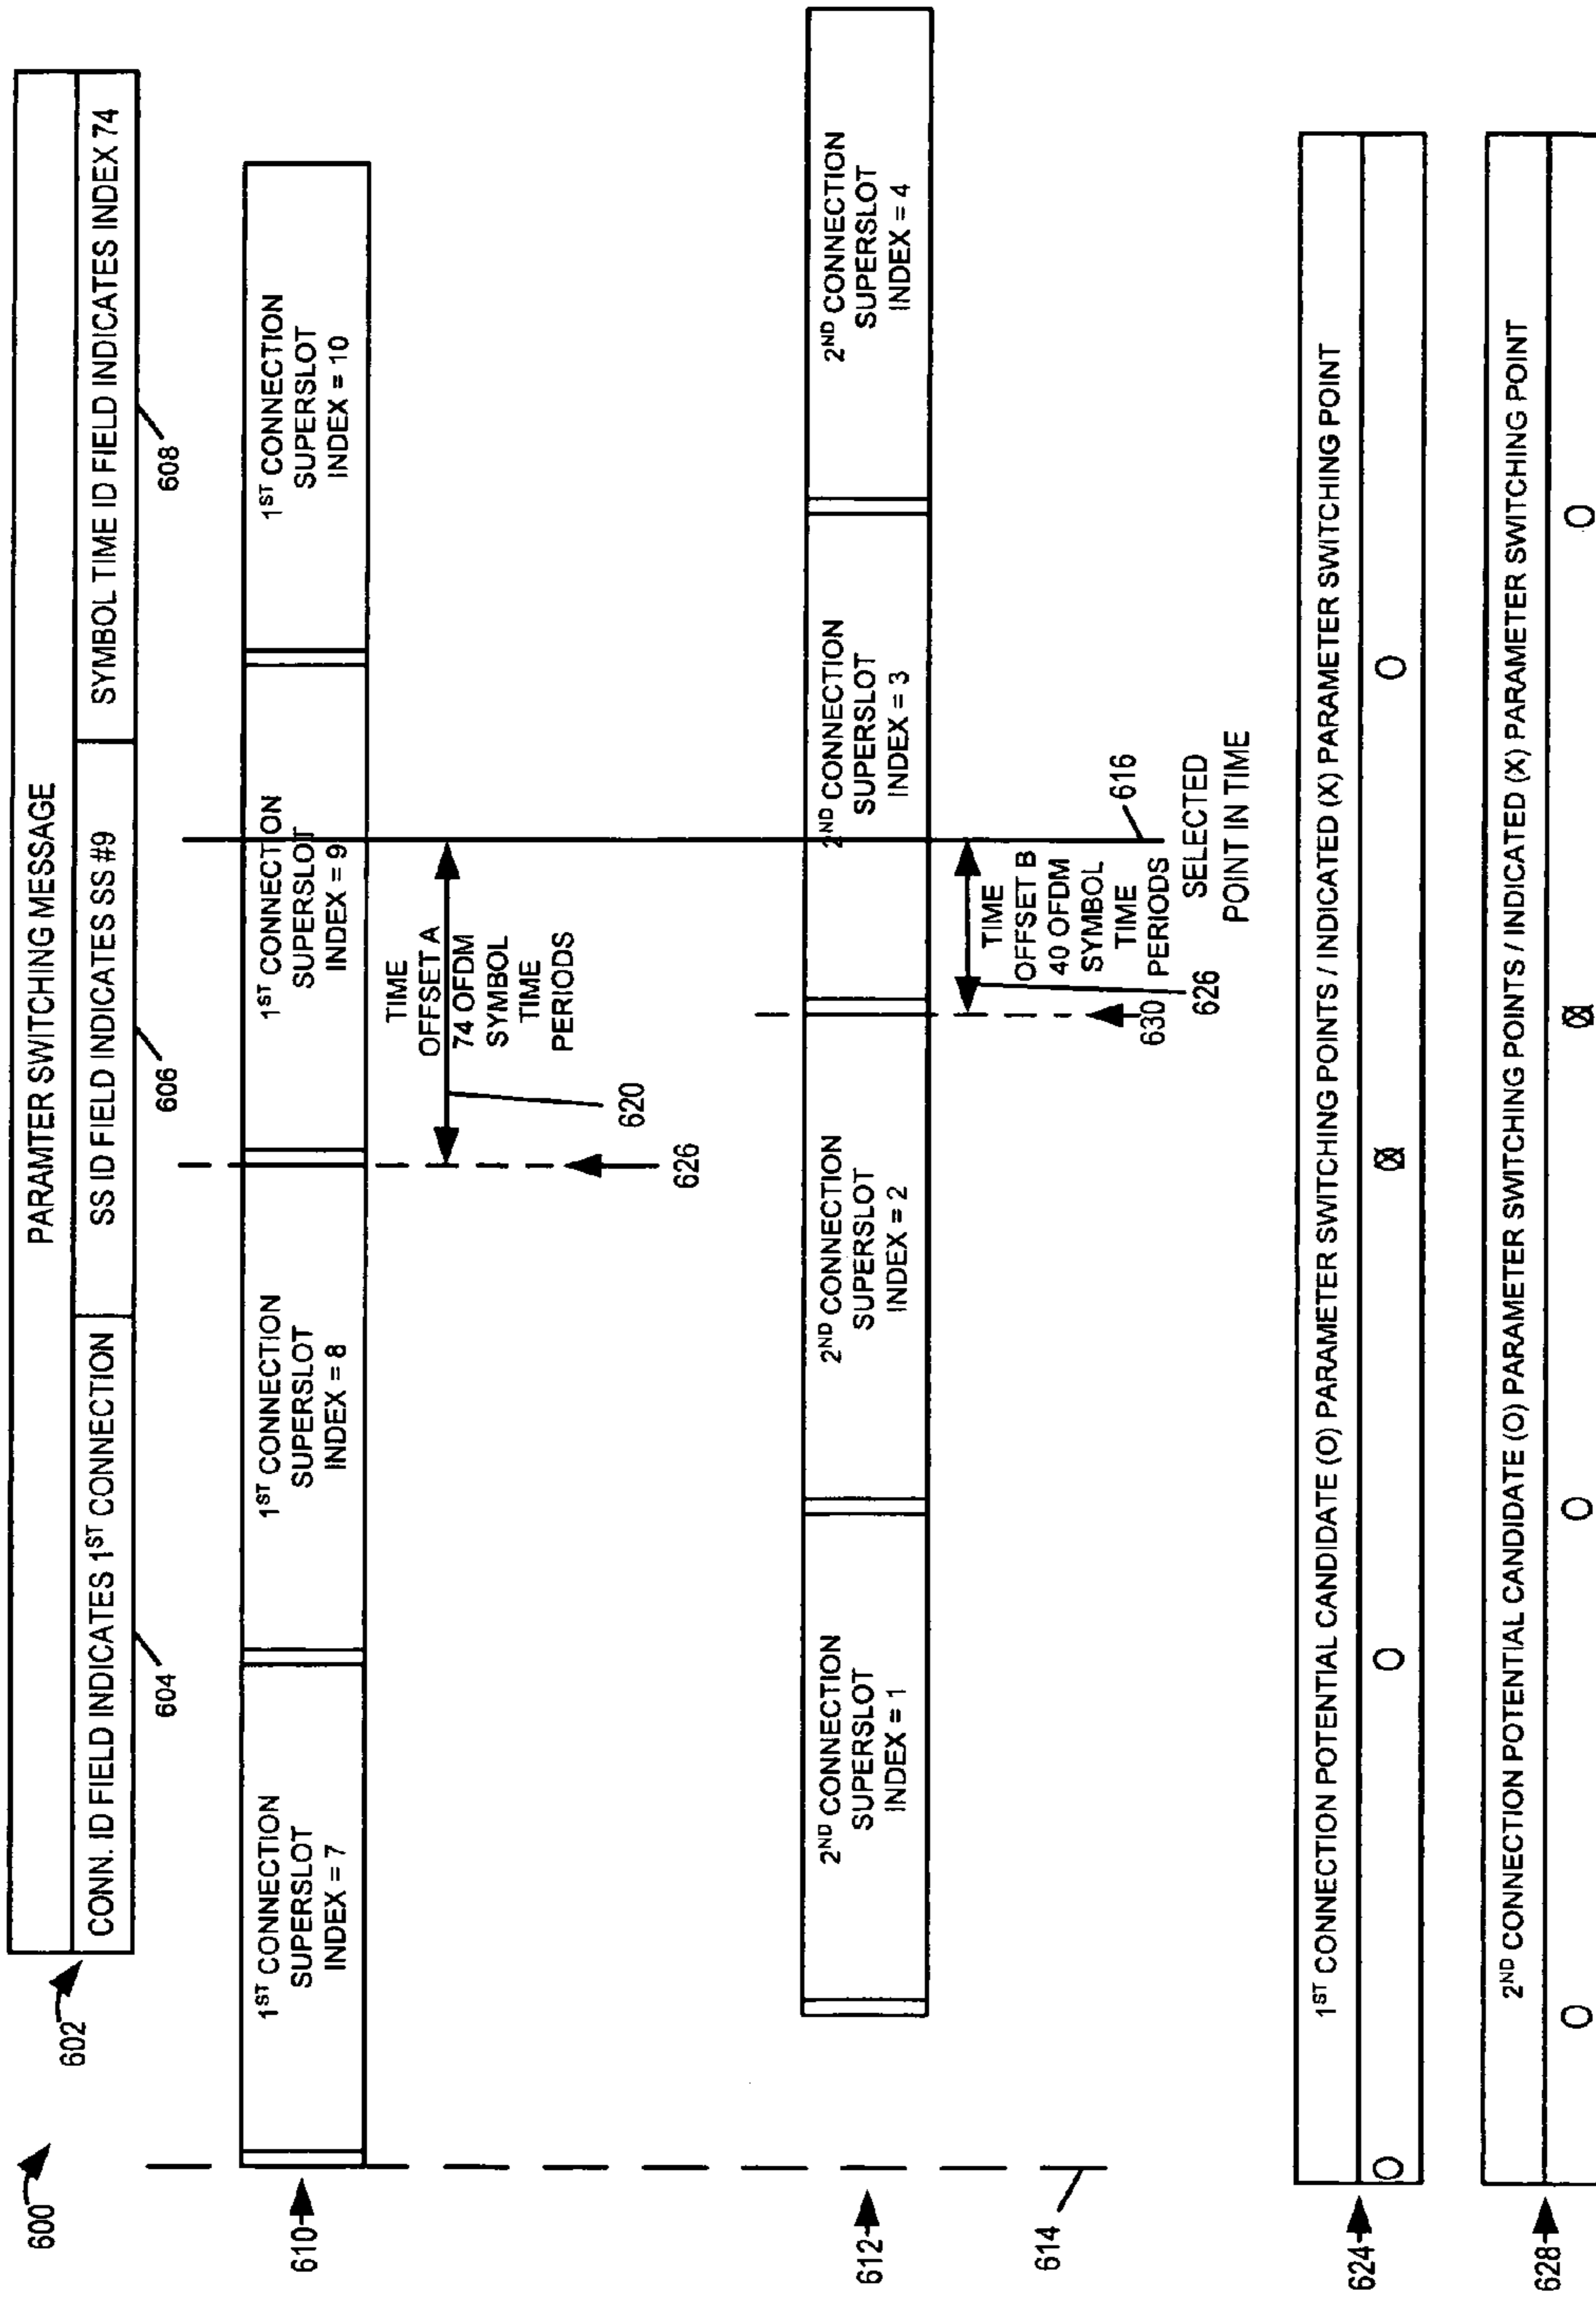 600
602
PARAMTER SWITCHING MESSAGE
CONN. ID FIELD INDICATES 1ST CONNECTION
SS ID FIELD INDICATES SS #9
SYMBOL TIME ID FIELD INDICATES INDEX 74
604
606
608
610
1ST CONNECTION
SUPERSLOT
INDEX = 7
1ST CONNECTION
SUPERSLOT
INDEX = 8
1ST CONNECTION
SUPERSLOT
INDEX = 9
1ST CONNECTION
SUPERSLOT
INDEX = 10
TIME
OFFSET A
74 OFDM
SYMBOL
TIME
PERIODS
620
626
612
2ND CONNECTION
SUPERSLOT
INDEX = 1
2ND CONNECTION
SUPERSLOT
INDEX = 2
2ND CONNECTION
SUPERSLOT
INDEX = 3
2ND CONNECTION
SUPERSLOT
INDEX = 4
TIME
OFFSET B
40 OFDM
SYMBOL
TIME
PERIODS
630
626
614
616
SELECTED
POINT IN TIME
624
1ST CONNECTION POTENTIAL CANDIDATE (O) PARAMETER SWITCHING POINTS / INDICATED (X) PARAMETER SWITCHING POINT
O O ⊗ O
628
2ND CONNECTION POTENTIAL CANDIDATE (O) PARAMETER SWITCHING POINTS / INDICATED (X) PARAMETER SWITCHING POINT
O O ⊗ O